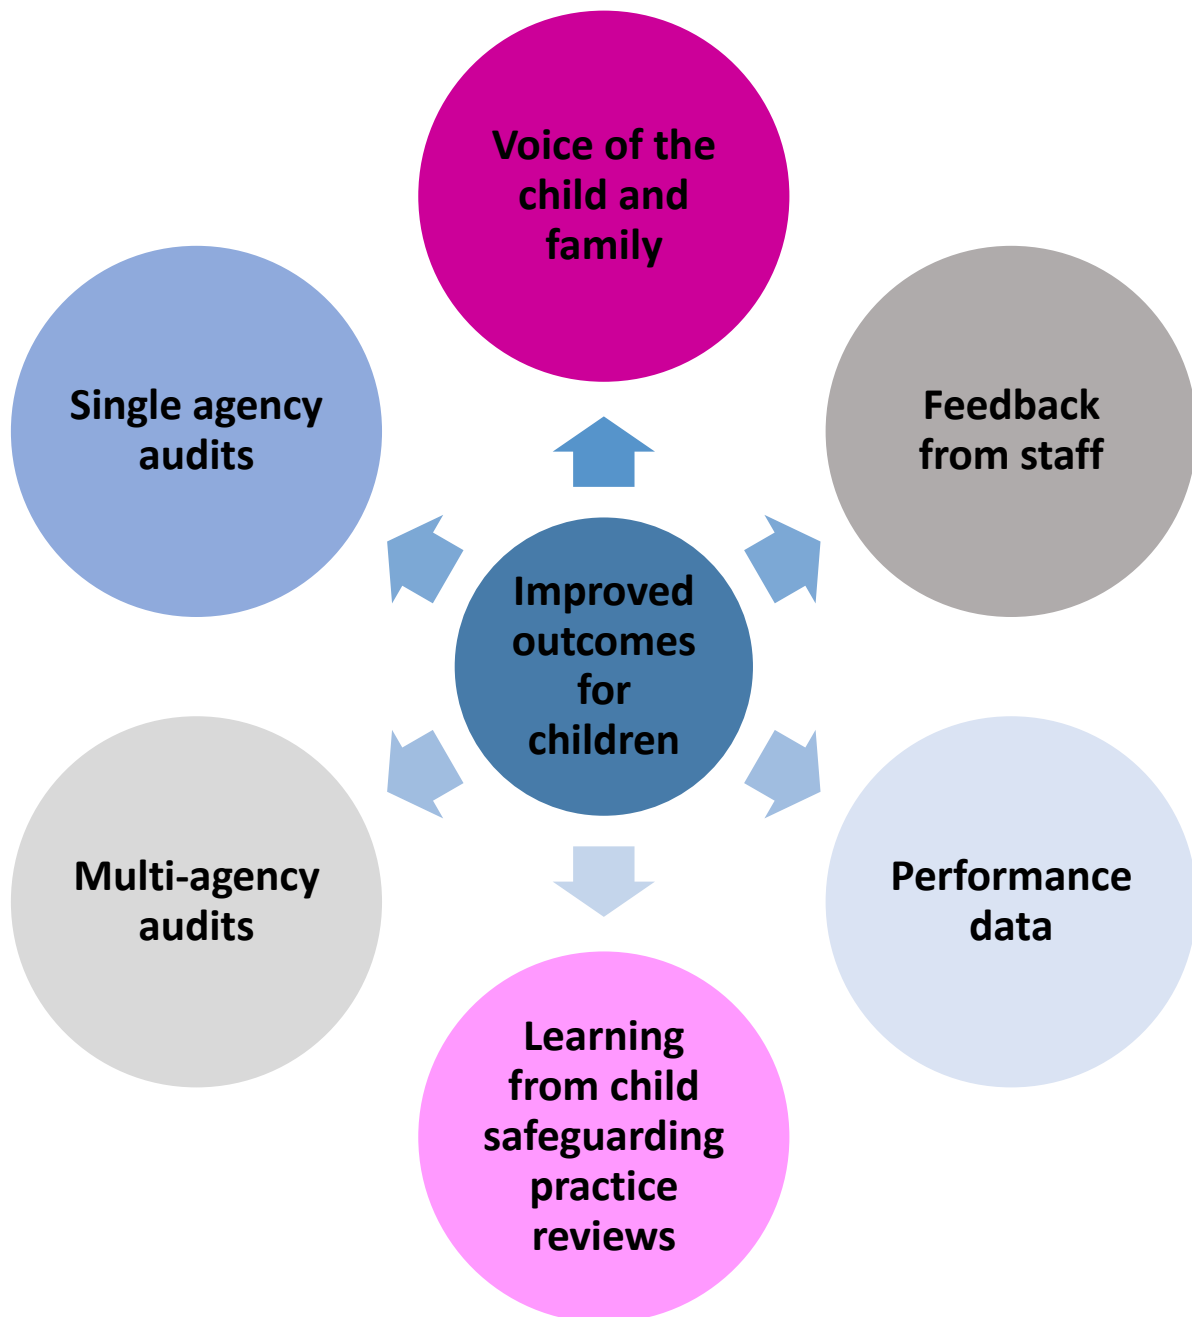 Voice of the
child and
family
Single agency
audits
Feedback
from staff
Improved
outcomes
for
children
Multi-agency
audits
Performance
data
Learning
from child
safeguarding
practice
reviews